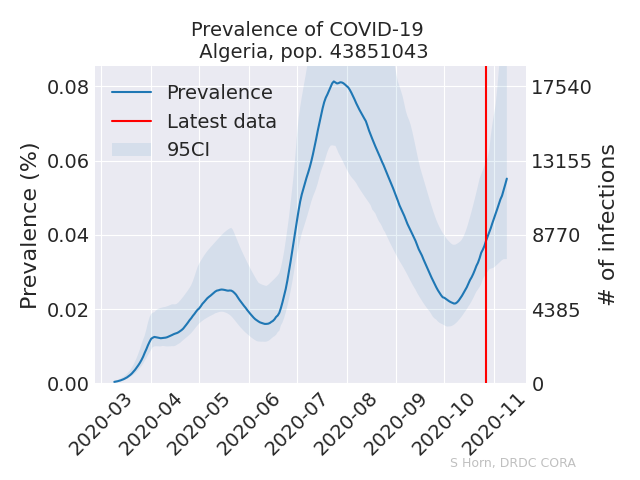 Prevalence of COVID-19
Algeria, pop. 43851043
Prevalence
Latest data
95CI
Prevalence (%)
0.08
0.06
0.04
0.02
0.00
17540
13155
8770
4385
0
# of infections
2020-03
2020-04
2020-05
2020-06
2020-07
2020-08
2020-09
2020-10
2020-11
S Horn, DRDC CORA